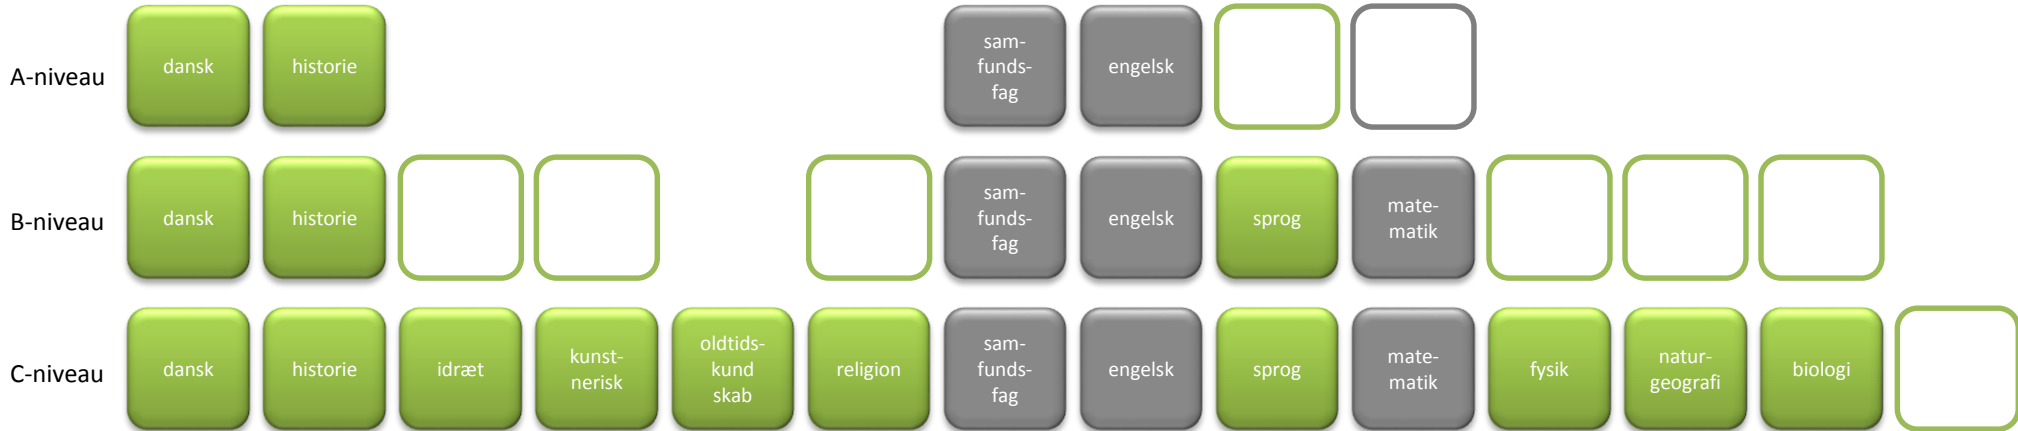 A-niveau
dansk
historie
sam-
funds-
fag
engelsk
B-niveau
dansk
historie
sam-
funds-
fag
engelsk
sprog
mate-
matik
C-niveau
dansk
historie
idræt
kunst-
nerisk
oldtids-
kund
skab
religion
sam-
funds-
fag
engelsk
sprog
mate-
matik
fysik
natur-
geografi
biologi